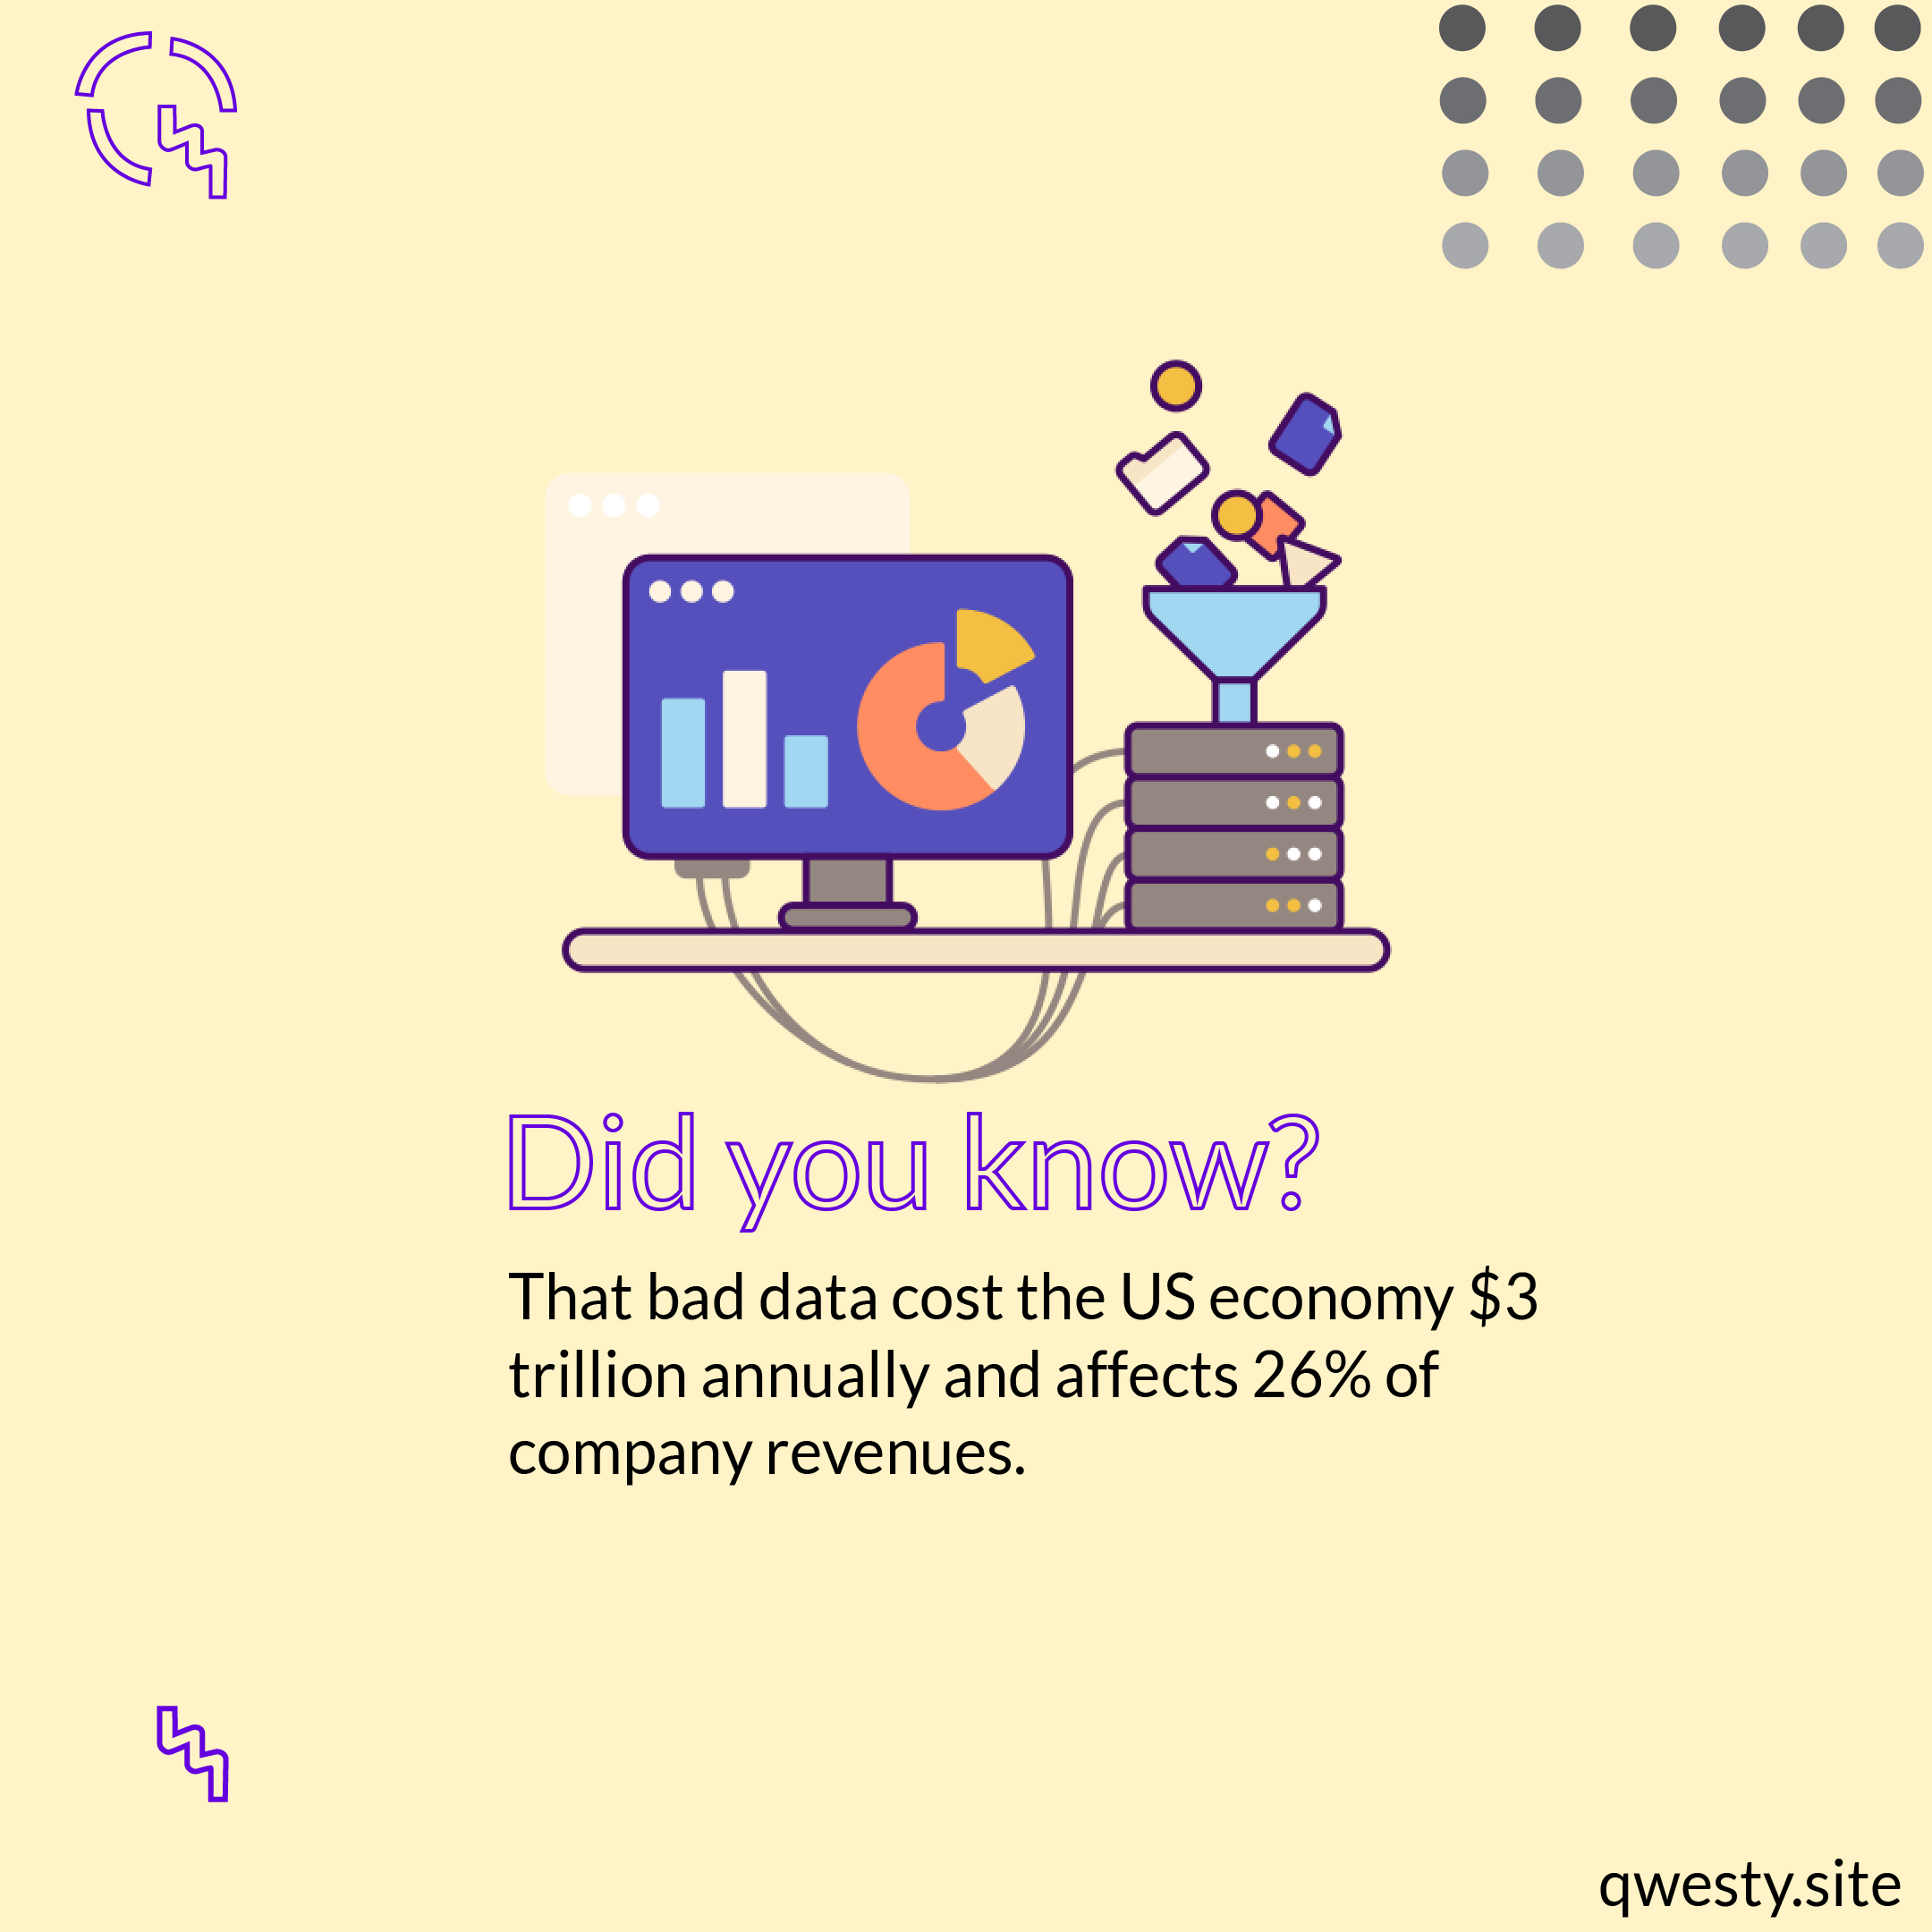 Did you know?
That bad data cost the US economy $3
trillion annually and affects 26% of
company revenues.
qwesty.site